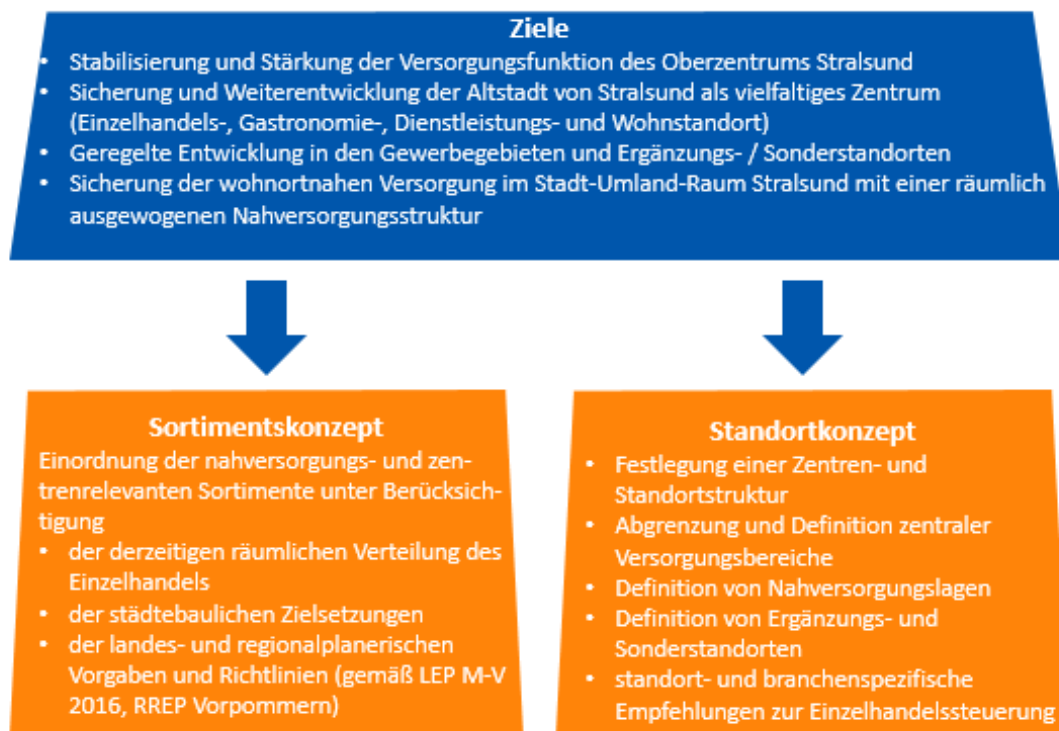 Ziele
• Stabilisierung und Stärkung der Versorgungsfunktion des Oberzentrums Stralsund
• Sicherung und Weiterentwicklung der Altstadt von Stralsund als vielfaltiges Zentrum
(Einzelhandels-, Gastronomie-, Dienstleistungs- und Wohnstandort)
• Geregelte Entwicklung in den Gewerbegebieten und Ergänzungs- / Sonderstandorten
• Sicherung der wohnortnahen Versorgung im Stadt-Umland-Raum Stralsund mit einer räumlich
ausgewogenen Nahversorgungsstruktur
Sortimentskonzept
Einordnung der nahversorgungs- und zen-
trenrelevanten Sortimente unter Berücksich-
tigung
• der derzeitigen räumlichen Verteilung des
Einzelhandels
• der städtebaulichen Zielsetzungen
• der landes- und regionalplanerischen
Vorgaben und Richtlinien (gemäß LEP M-V
2016, RREP Vorpommern)
Standortkonzept
• Festlegung einer Zentren- und
Standortstruktur
• Abgrenzung und Definition zentraler
Versorgungsbereiche
• Definition von Nahversorgungslagen
• Definition von Ergänzungs- und
Sonderstandorten
• standort- und branchenspezifische
Empfehlungen zur Einzelhandelssteuerung